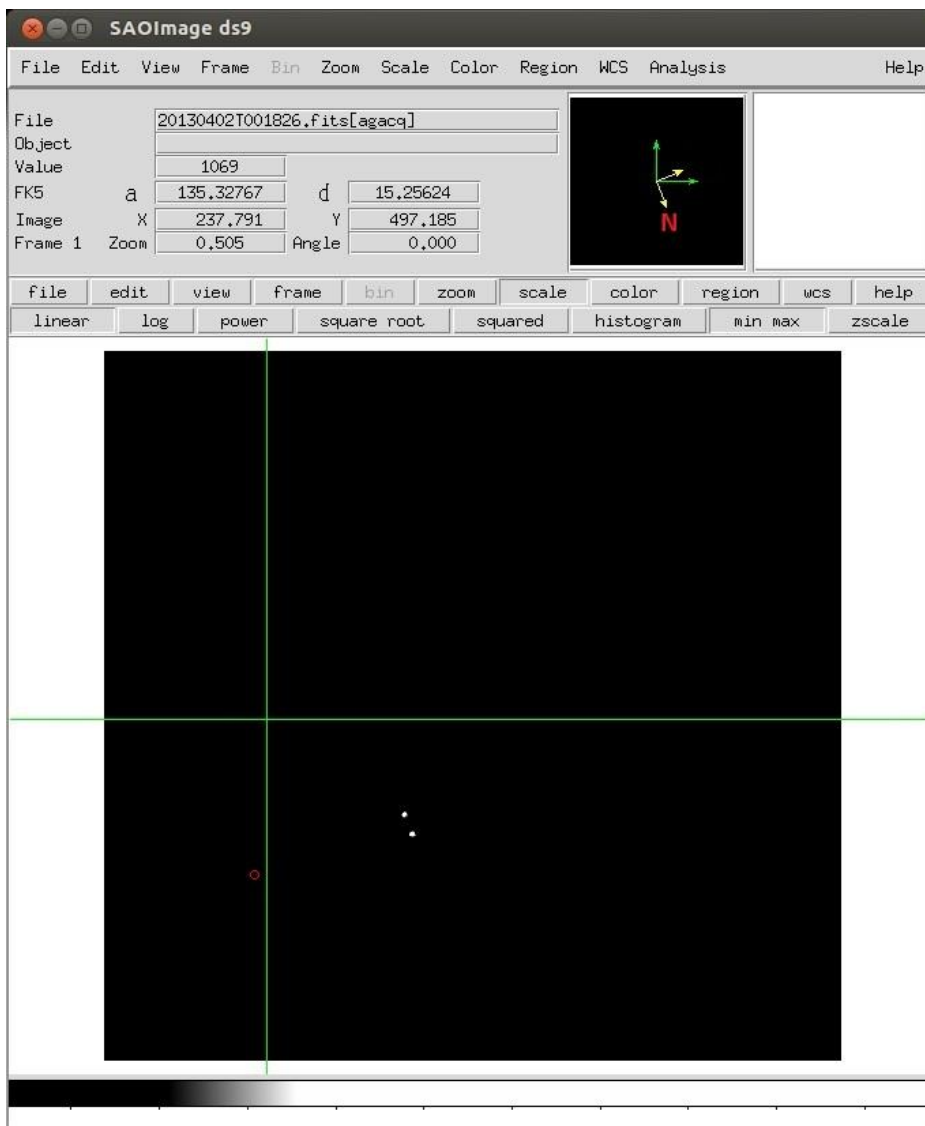 SAOImage ds9
File Edit View Frame Bin Zoom Scale Color Region WCS Analysis Help
File 20130402T001826.fits[agacq]
Object
Value 1069
FK5 a 135.32767 d 15.25624
Image X 237.791 Y 497.185
Frame 1 Zoom 0.505 Angle 0.000
N
file edit view frame bin zoom scale color region wcs help
linear log power square root squared histogram min max zscale